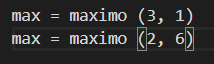 max = maximo (3, 1)
max = maximo (2, 6)